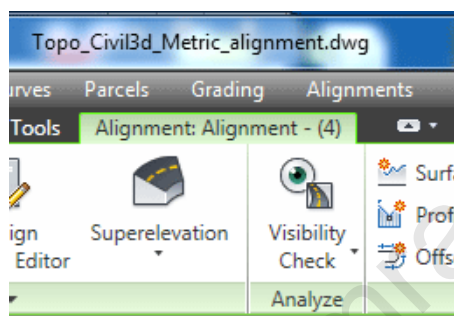 Topo_Civil3d_Metric_alignment.dwg
urves Parcels Grading Alignments
Tools Alignment: Alignment - (4)
ign Editor
Superelevation
Visibility Check
Surf
Prof
Offs
Analyze